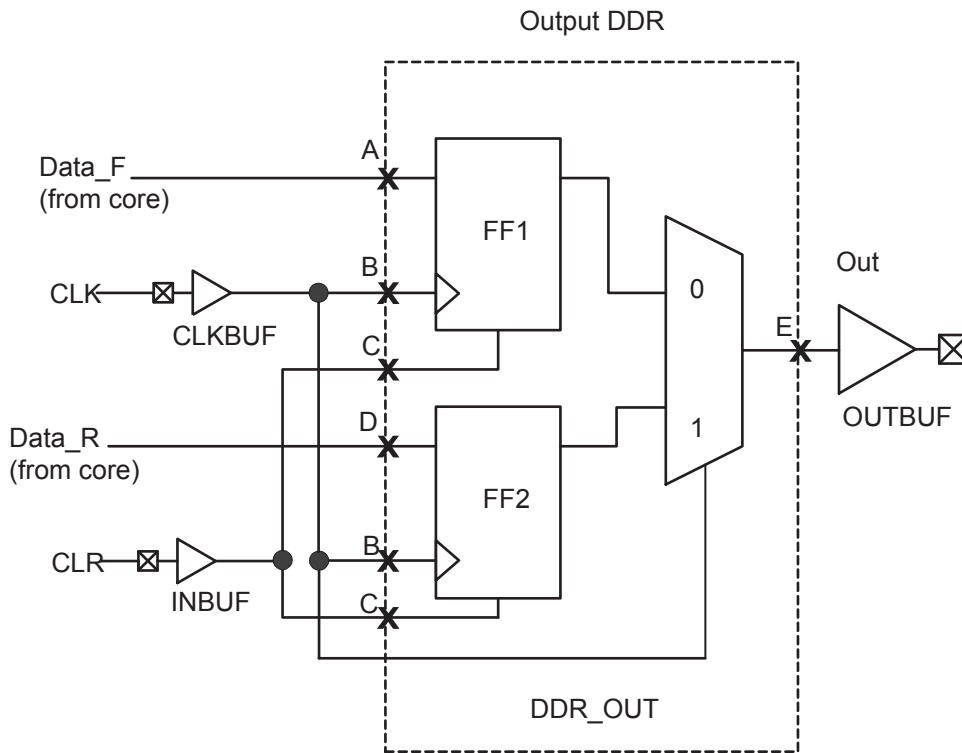 Output DDR
A
Data_F
(from core)
FF1
B
CLK
CLKBUF
0
Out
C
E
D
Data_R
(from core)
1
OUTBUF
FF2
B
CLR
INBUF
C
DDR_OUT